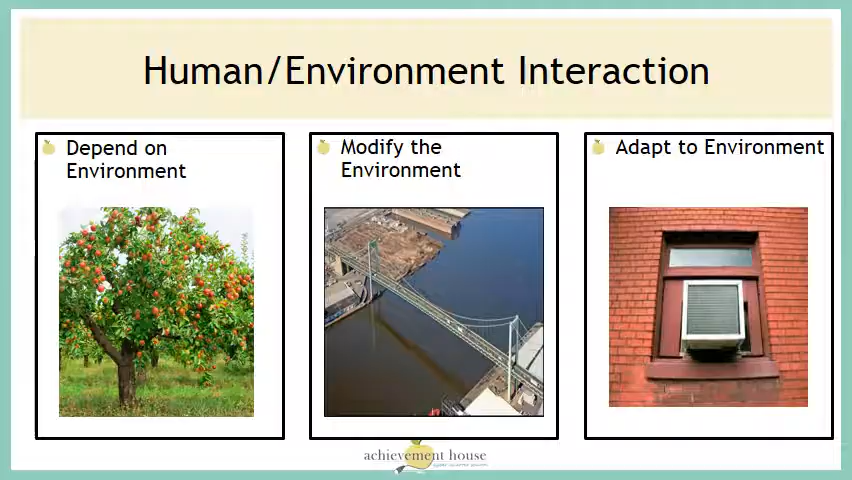 Human/Environment Interaction
Depend on
Environment
Modify the
Environment
Adapt to Environment
achievement house